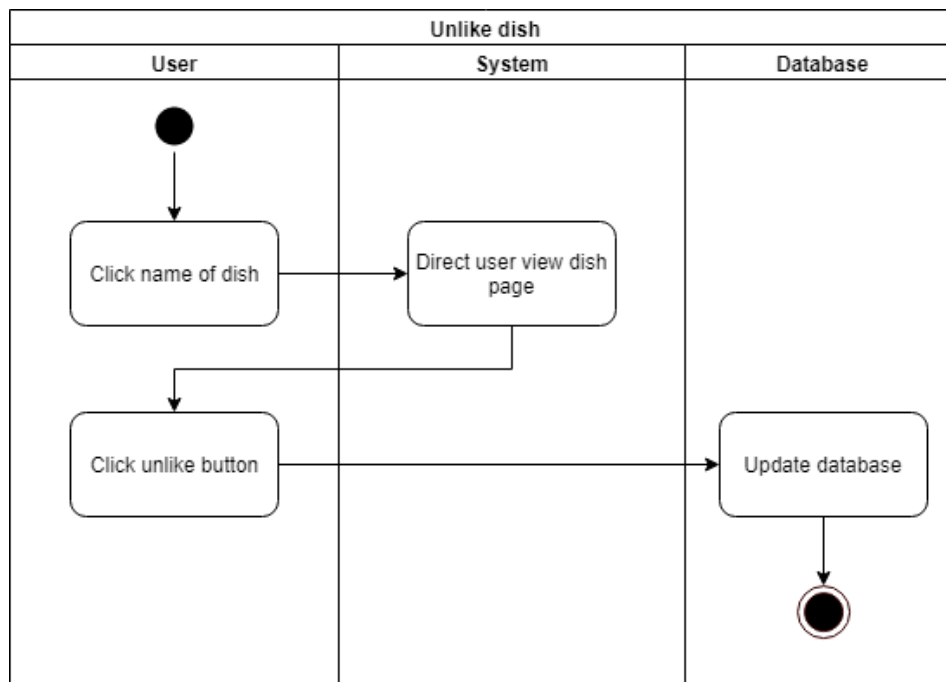 Unlike dish
User
System
Database
Click name of dish
Direct user view dish
page
Click unlike button
Update database